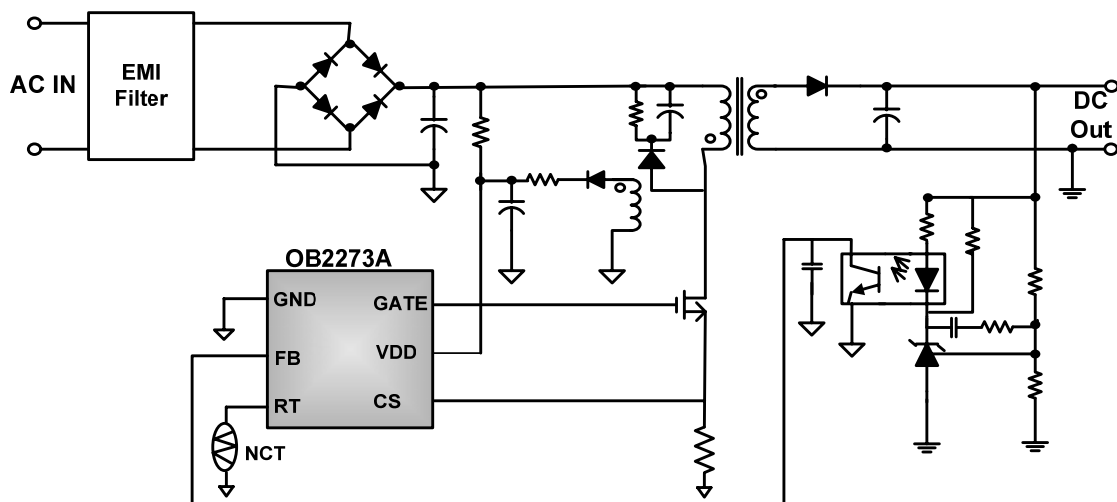 AC IN
EMI
Filter
DC
Out
OB2273A
GND
GATE
FB
VDD
RT
CS
NCT